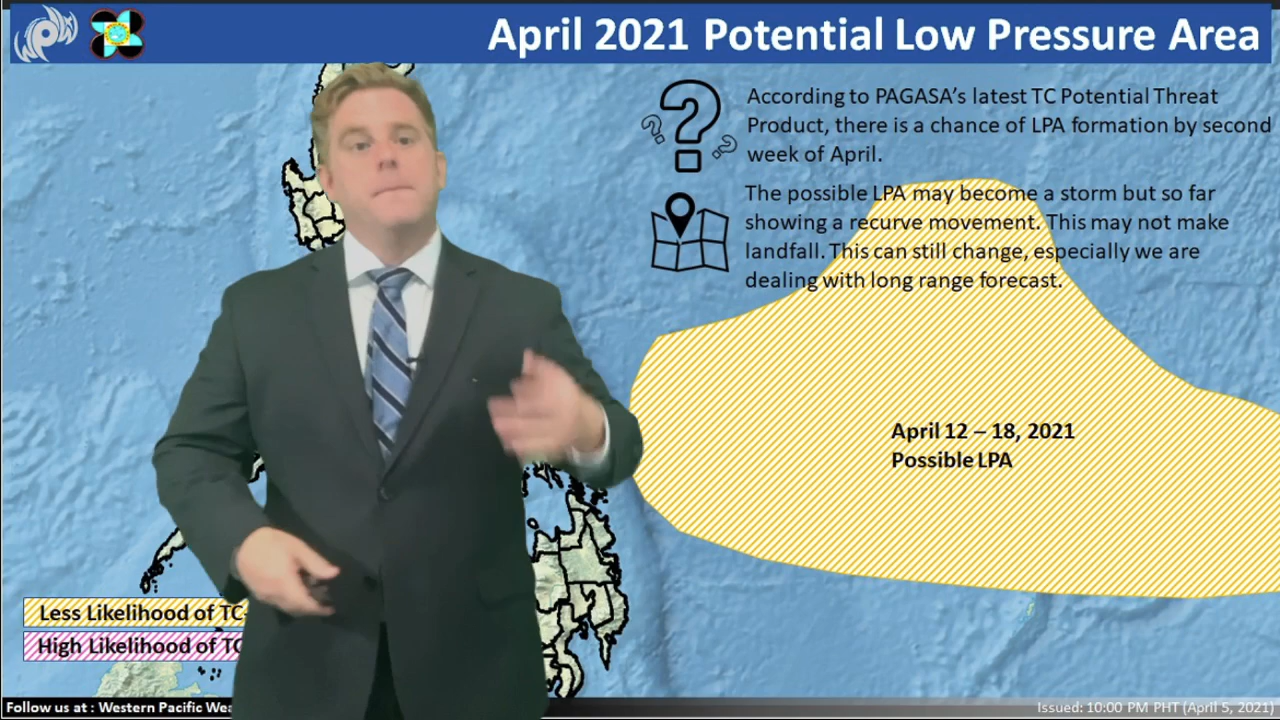 April 2021 Potential Low Pressure Area
According to PAGASA's latest TC Potential Threat
Product, there is a chance of LPA formation by second
week of April.
The possible LPA may become a storm but so far
showing a recurve movement. This may not make
landfall. This can still change, especially we are
dealing with long range forecast.
April 12 – 18, 2021
Possible LPA
Less Likelihood of TC
High Likelihood of TC
Follow us at : Western Pacific
Issued: 10:00 PM PHT (April 5, 2021)